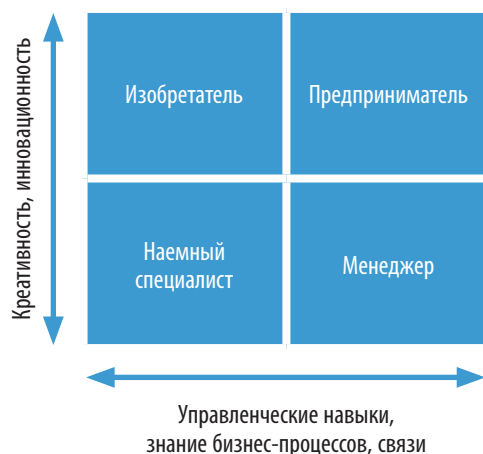 Креативность, инновационность
Изобретатель
Предприниматель
Наемный
специалист
Менеджер
Управленческие навыки,
знание бизнес-процессов, связи